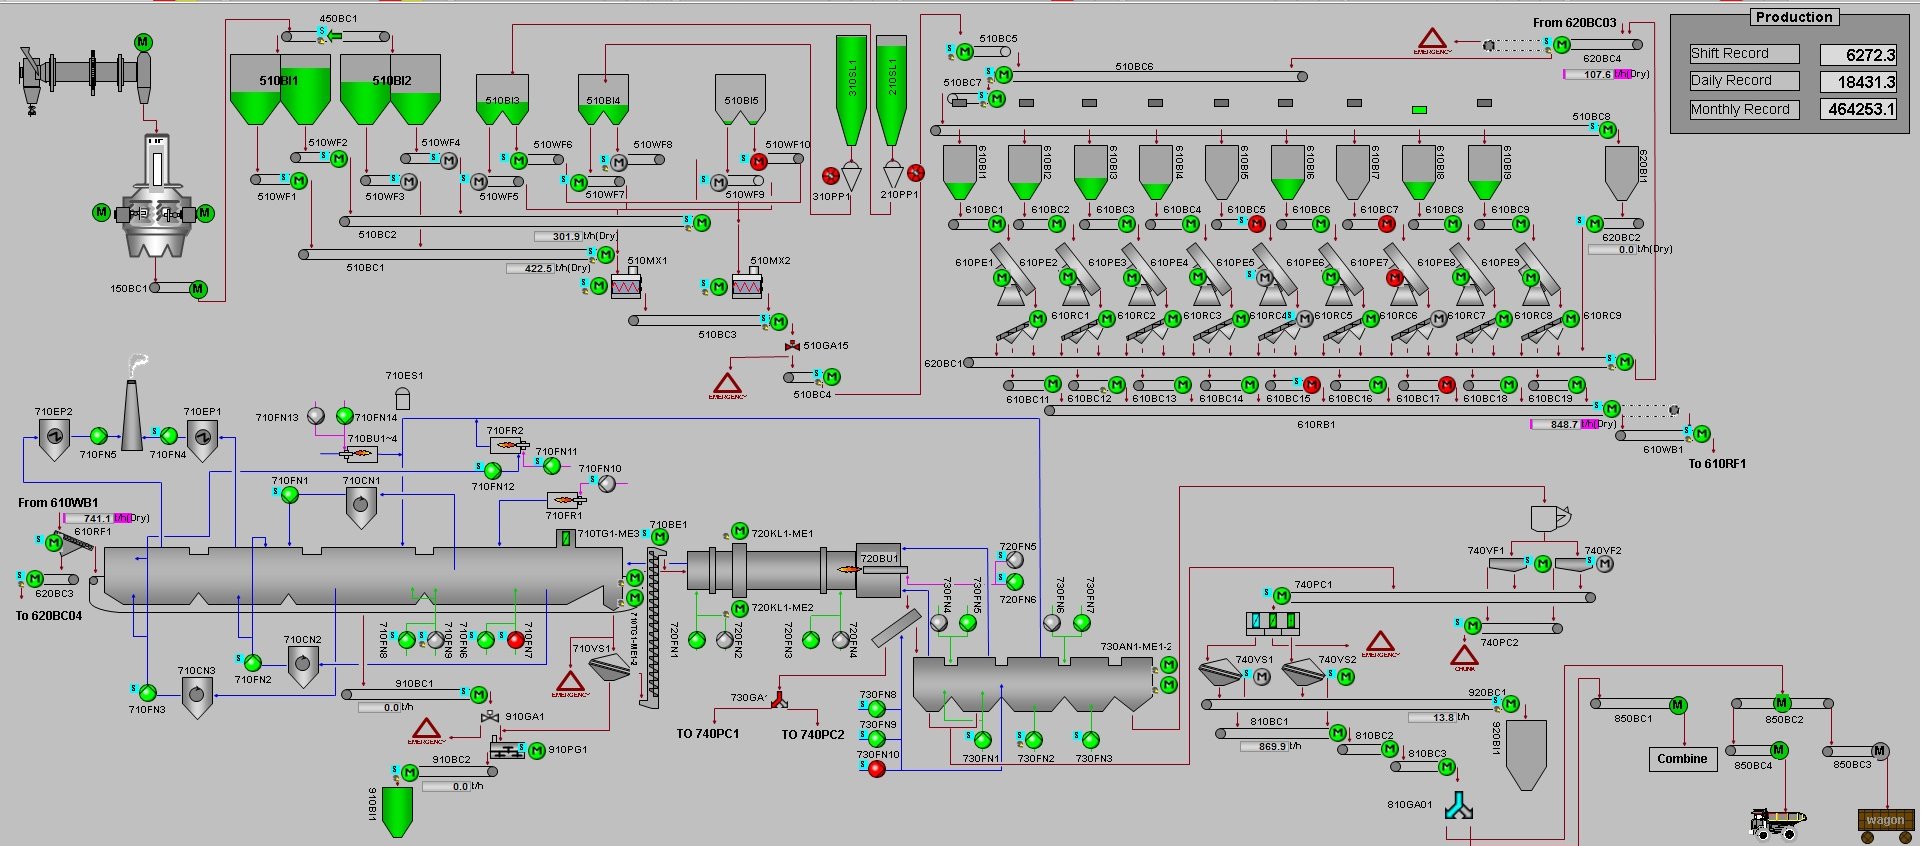 450BC1
510BI1
510BI2
510BI3
510BI4
510BI5
310SL1
210SL1
510WF2
510WF4
510WF6
510WF8
510WF10
510WF1
510WF3
510WF5
510WF7
510WF9
310PP1
210PP1
510BC2
301.9 t/h(Dry)
510BC1
422.5 t/h(Dry)
510MX1
510MX2
150BC1
510BC3
510GA15
EMERGENCY
510BC4
510BC5
510BC6
510BC7
EMERGENCY
From 620BC03
620BC4
107.6 t/h(Dry)
Production
Shift Record 6272.3
Daily Record 18431.3
Monthly Record 464253.1
510BC8
610BI1
610BI2
610BI3
610BI4
610BI5
610BI6
610BI7
610BI8
610BI9
620BI1
610BC1
610BC2
610BC3
610BC4
610BC5
610BC6
610BC7
610BC8
610BC9
620BC2
0.0 t/h(Dry)
610PE1
610PE2
610PE3
610PE4
610PE5
610PE6
610PE7
610PE8
610PE9
610RC1
610RC2
610RC3
610RC4
610RC5
610RC6
610RC7
610RC8
610RC9
620BC1
610BC11
610BC12
610BC13
610BC14
610BC15
610BC16
610BC17
610BC18
610BC19
610RB1
848.7 t/h(Dry)
610WB1
To 610RF1
710ES1
710EP2
710FN5
710FN4
710EP1
710FN13
710FN14
710BU1~4
710FR2
710FN11
710FN12
710FN10
710FR1
710FN1
710CN1
From 610WB1
741.1 t/h(Dry)
610RF1
620BC3
To 620BC04
710TG1-ME3
710BE1
710TG1-ME1-2
710FN8
710FN9
710FN6
710FN7
710CN2
710FN2
710CN3
710FN3
710VS1
EMERGENCY
910BC1
0.0 t/h
910GA1
EMERGENCY
910PG1
910BC2
0.0 t/h
910BI1
720KL1-ME1
720KL1-ME2
720BU1
720FN1
720FN2
720FN3
720FN4
720FN5
720FN6
730FN4
730FN5
730FN6
730FN7
730AN1-ME1-2
730GA1
TO 740PC1
TO 740PC2
730FN8
730FN9
730FN10
730FN1
730FN2
730FN3
740VF1
740VF2
740PC1
740PC2
EMERGENCY
CHUNK
740VS1
740VS2
920BC1
13.8 t/h
920BI1
810BC1
869.9 t/h
810BC2
810BC3
810GA01
850BC1
850BC2
Combine
850BC4
850BC3
wagon